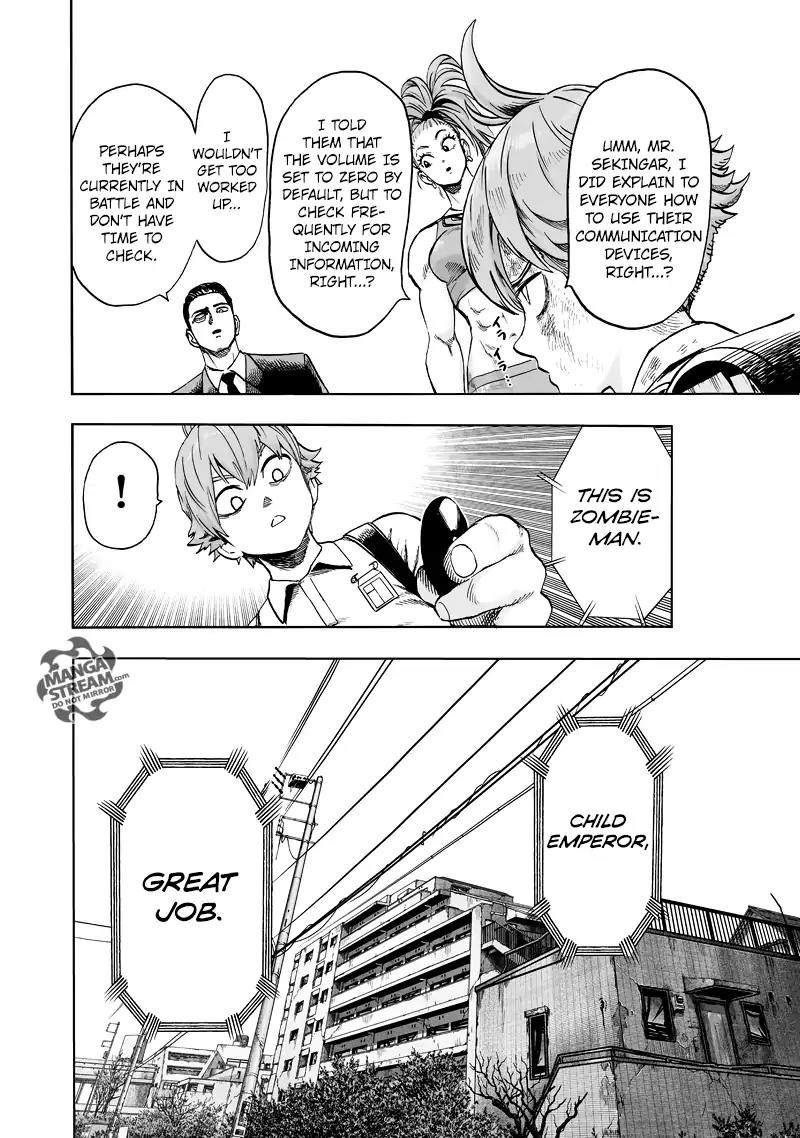 UMM, MR.
SEKINGAR, I
DID EXPLAIN TO
EVERYONE HOW
TO USE THEIR
COMMUNICATION
DEVICES,
RIGHT...?
I TOLD
THEM THAT
THE VOLUME IS
SET TO ZERO BY
DEFAULT, BUT TO
CHECK FRE-
QUENTLY FOR
INCOMING
INFORMATION,
RIGHT...?
I
WOULDN'T
GET TOO
WORKED
UP...
PERHAPS
THEY'RE
CURRENTLY IN
BATTLE AND
DON'T HAVE
TIME TO
CHECK.
THIS IS
ZOMBIE-
MAN.
!
CHILD
EMPEROR,
GREAT
JOB.
MANGA
STREAM.com
DO NOT MIRROR